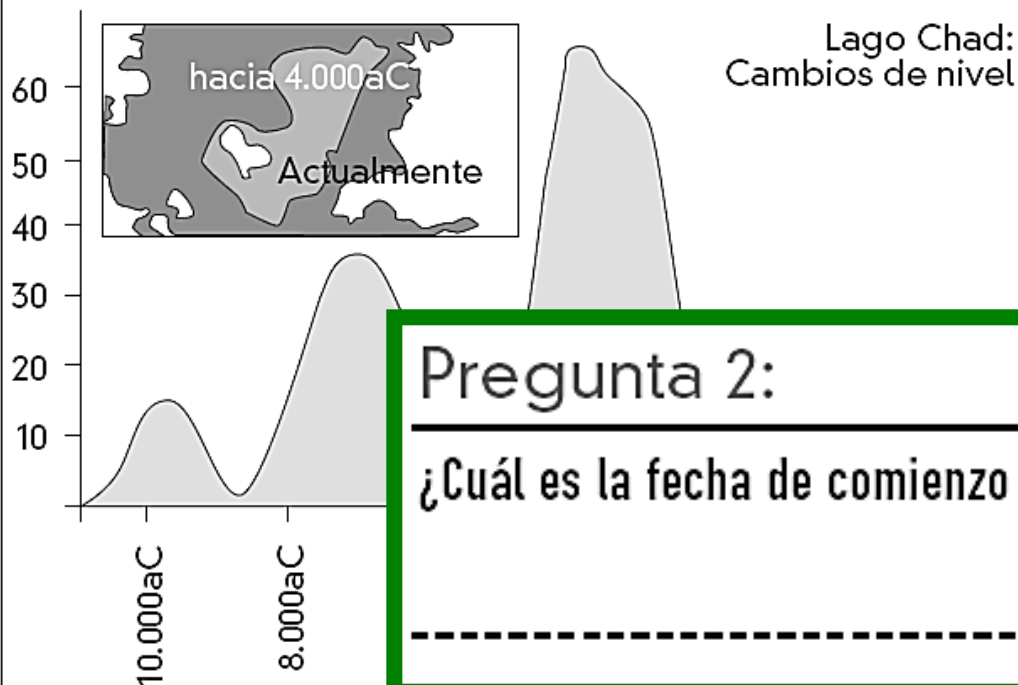 Lago Chad:
Cambios de nivel
hacia 4.000aC
Actualmente
60
50
40
30
20
10
10.000aC
8.000aC
Pregunta 2:
¿Cuál es la fecha de comienzo